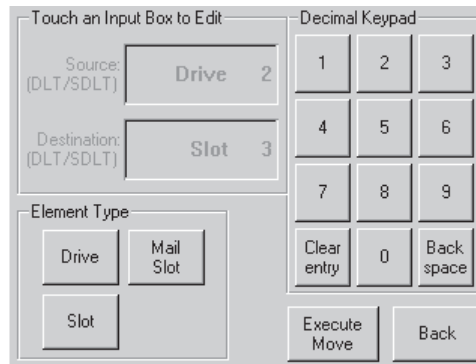 Touch an Input Box to Edit
Source:
(DLT/SDLT)
Drive 2
Destination:
(DLT/SDLT)
Slot 3
Element Type
Drive
Mail
Slot
Slot
Decimal Keypad
1 2 3
4 5 6
7 8 9
Clear
entry
0
Back
space
Execute
Move
Back